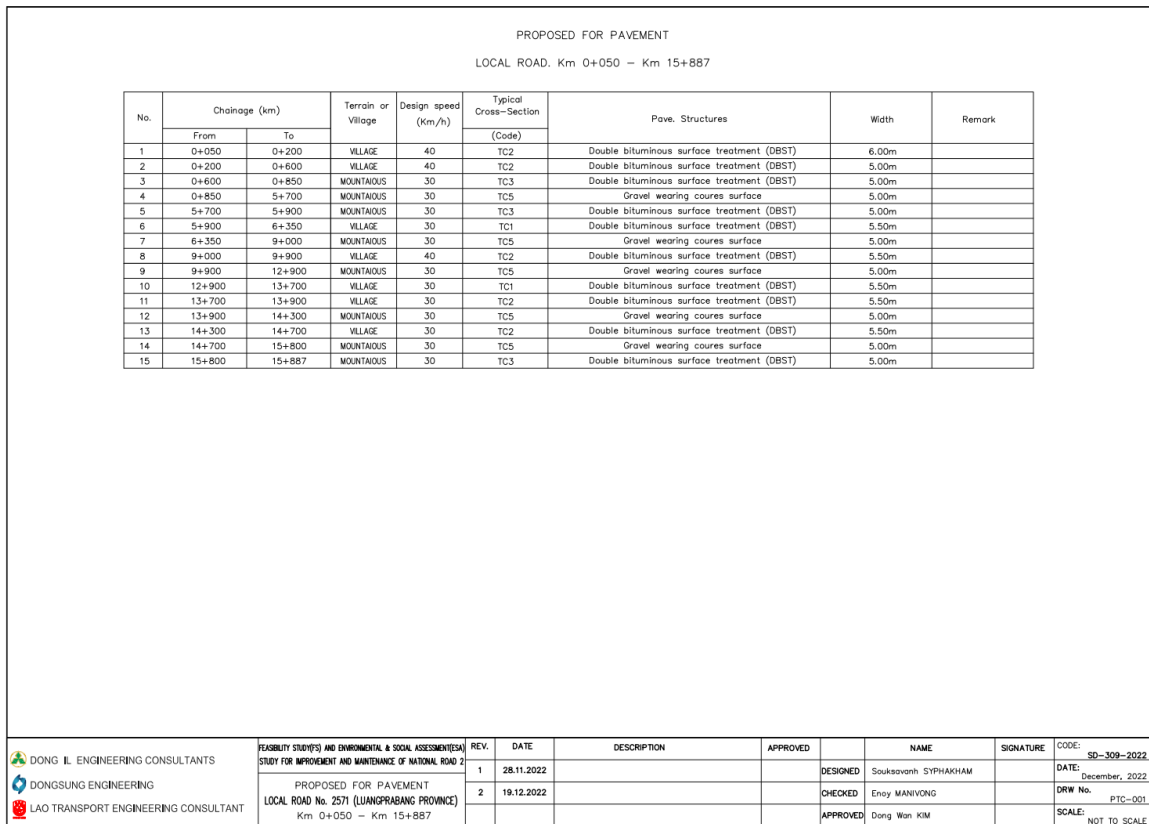 PROPOSED FOR PAVEMENT
LOCAL ROAD. Km 0+050 – Km 15+887
No. Chainage (km) Terrain or Village Design speed (Km/h) Typical Cross–Section Pave. Structures Width Remark
From To (Code)
1 0+050 0+200 VILLAGE 40 TC2 Double bituminous surface treatment (DBST) 6.00m
2 0+200 0+600 VILLAGE 40 TC2 Double bituminous surface treatment (DBST) 5.00m
3 0+600 0+850 MOUNTAIOUS 30 TC3 Double bituminous surface treatment (DBST) 5.00m
4 0+850 5+700 MOUNTAIOUS 30 TC5 Gravel wearing coures surface 5.00m
5 5+700 5+900 MOUNTAIOUS 30 TC3 Double bituminous surface treatment (DBST) 5.00m
6 5+900 6+350 VILLAGE 30 TC1 Double bituminous surface treatment (DBST) 5.50m
7 6+350 9+000 MOUNTAIOUS 30 TC5 Gravel wearing coures surface 5.00m
8 9+000 9+900 VILLAGE 40 TC2 Double bituminous surface treatment (DBST) 5.50m
9 9+900 12+900 MOUNTAIOUS 30 TC5 Gravel wearing coures surface 5.00m
10 12+900 13+700 VILLAGE 30 TC1 Double bituminous surface treatment (DBST) 5.50m
11 13+700 13+900 VILLAGE 30 TC2 Double bituminous surface treatment (DBST) 5.50m
12 13+900 14+300 MOUNTAIOUS 30 TC5 Gravel wearing coures surface 5.00m
13 14+300 14+700 VILLAGE 30 TC2 Double bituminous surface treatment (DBST) 5.50m
14 14+700 15+800 MOUNTAIOUS 30 TC5 Gravel wearing coures surface 5.00m
15 15+800 15+887 MOUNTAIOUS 30 TC3 Double bituminous surface treatment (DBST) 5.00m
DONG IL ENGINEERING CONSULTANTS
DONGSUNG ENGINEERING
LAO TRANSPORT ENGINEERING CONSULTANT
FEASIBILITY STUDY(FS) AND ENVIRONMENTAL & SOCIAL ASSESSMENT(ESA)
STUDY FOR IMPROVEMENT AND MAINTENANCE OF NATIONAL ROAD 2
PROPOSED FOR PAVEMENT
LOCAL ROAD No. 2571 (LUANGPRABANG PROVINCE)
Km 0+050 – Km 15+887
REV. DATE DESCRIPTION APPROVED
1 28.11.2022
2 19.12.2022
NAME SIGNATURE
DESIGNED Souksavanh SYPHAKHAM
CHECKED Enoy MANIVONG
APPROVED Dong Wan KIM
CODE: SD–309–2022
DATE: December, 2022
DRW No. PTC–001
SCALE: NOT TO SCALE